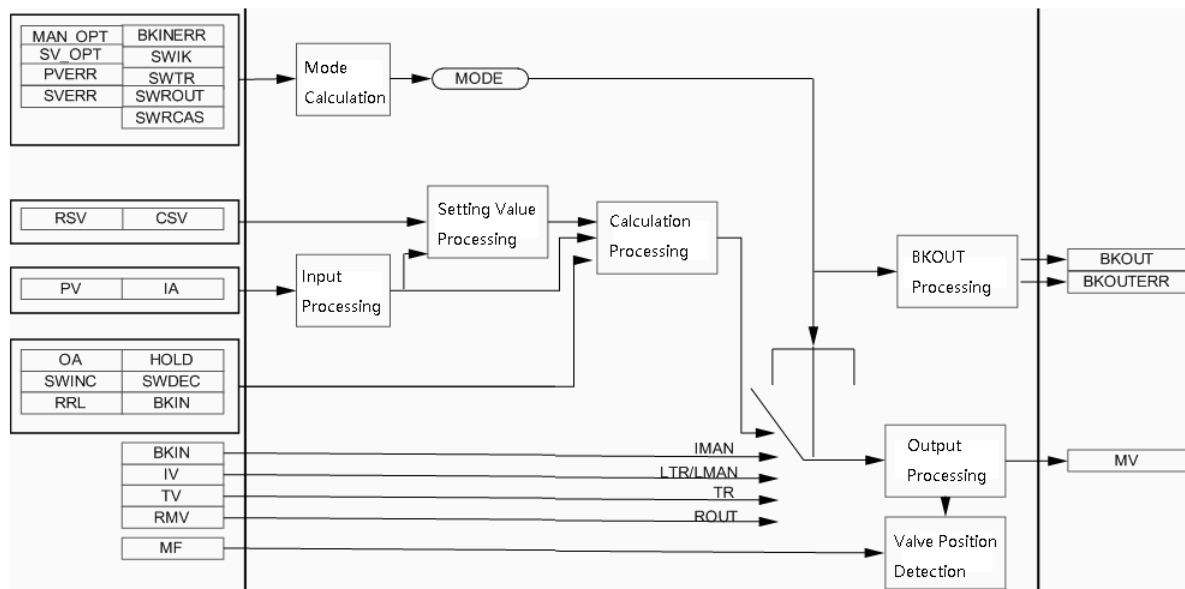 MAN_OPT BKINERR
SV_OPT SWIK
PVERR SWTR
SVERR SWROUT
SWRCAS
Mode
Calculation
MODE
RSV CSV
Setting Value
Processing
Calculation
Processing
PV IA
Input
Processing
BKOUT
Processing
BKOUT
BKOUTERR
OA HOLD
SWINC SWDEC
RRL BKIN
BKIN IMAN
IV LTR/LMAN
TV TR
RMV ROUT
Output
Processing
MV
MF
Valve Position
Detection